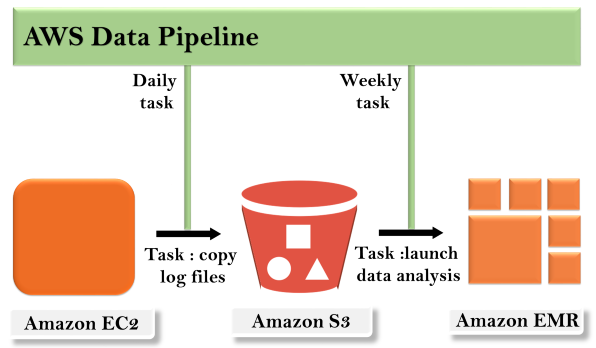 AWS Data Pipeline
Daily
task
Weekly
task
Task : copy
log files
Task :launch
data analysis
Amazon EC2
Amazon S3
Amazon EMR